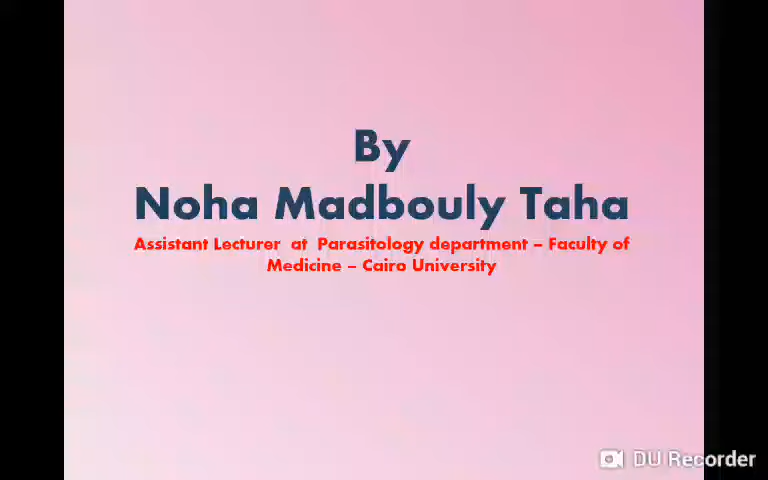 By
Noha Madbouly Taha
Assistant Lecturer at Parasitology department – Faculty of
Medicine – Cairo University
DU Recorder